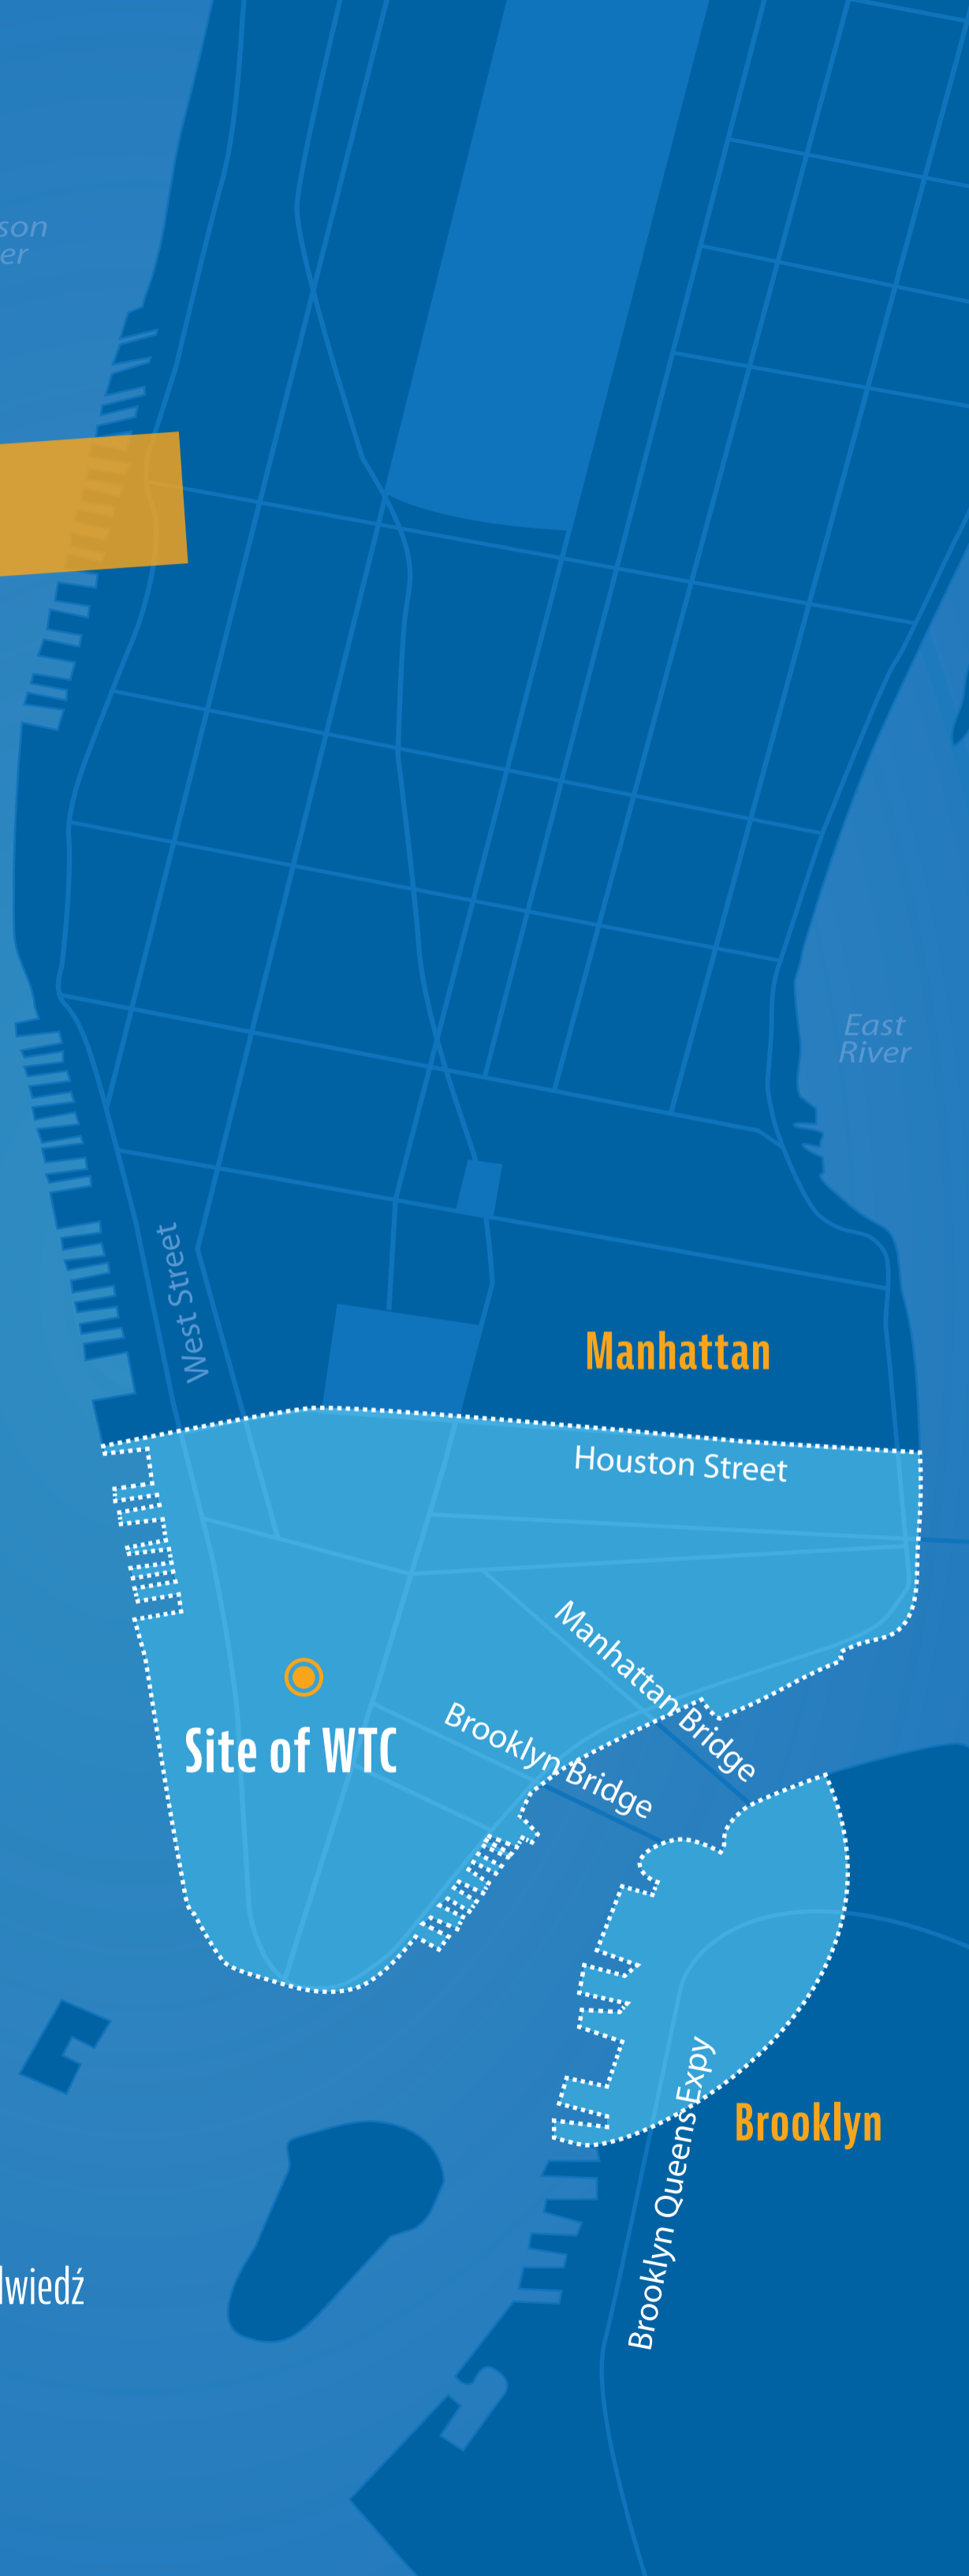 son
er
East
River
West Street
Manhattan
Houston Street
Manhattan Bridge
Brooklyn Bridge
Site of WTC
Brooklyn Queens Expy
Brooklyn
lwiedź